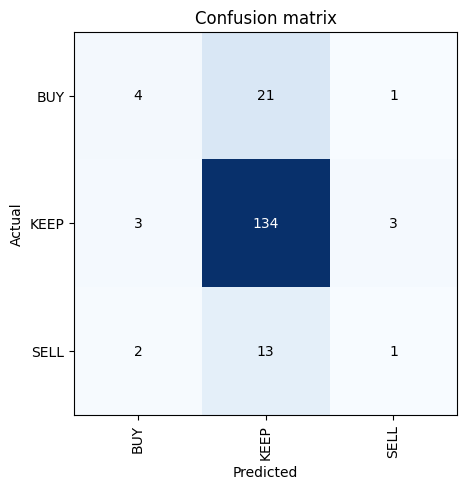 Confusion matrix
BUY 4 21 1
KEEP 3 134 3
SELL 2 13 1
BUY KEEP SELL
Actual
Predicted